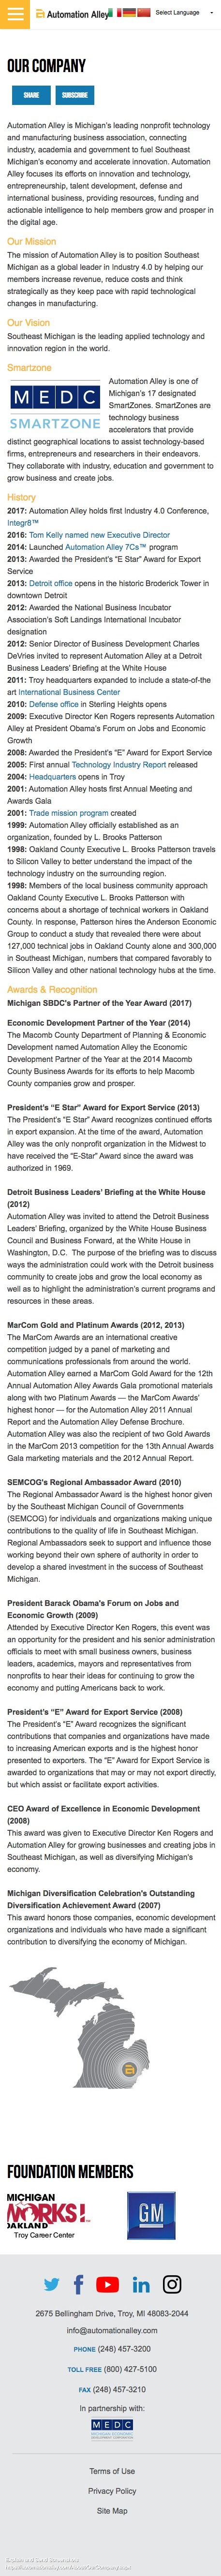 Automation Alley
Select Language
OUR COMPANY
SHARE
SUBSCRIBE
Automation Alley is Michigan's leading nonprofit technology
and manufacturing business association, connecting
industry, academia and government to fuel Southeast
Michigan's economy and accelerate innovation. Automation
Alley focuses its efforts on innovation and technology,
entrepreneurship, talent development, defense and
international business, providing resources, funding and
actionable intelligence to help members grow and prosper in
the digital age.
Our Mission
The mission of Automation Alley is to position Southeast
Michigan as a global leader in Industry 4.0 by helping our
members increase revenue, reduce costs and think
strategically as they keep pace with rapid technological
changes in manufacturing.
Our Vision
Southeast Michigan is the leading applied technology and
innovation region in the world.
Smartzone
MEDC
SMARTZONE
Automation Alley is one of
Michigan's 17 designated
SmartZones. SmartZones are
technology business
accelerators that provide
distinct geographical locations to assist technology-based
firms, entrepreneurs and researchers in their endeavors.
They collaborate with industry, education and government to
grow businesses and create jobs.
History
2017: Automation Alley holds first Industry 4.0 Conference,
Integr8™
2016: Tom Kelly named new Executive Director
2014: Launched Automation Alley 7Cs™ program
2013: Awarded the President's "E Star" Award for Export
Service
2013: Detroit office opens in the historic Broderick Tower in
downtown Detroit
2012: Awarded the National Business Incubator
Association's Soft Landings International Incubator
designation
2012: Senior Director of Business Development Charles
DeVries invited to represent Automation Alley at a Detroit
Business Leaders' Briefing at the White House
2011: Troy headquarters expanded to include a state-of-the
art International Business Center
2010: Defense office in Sterling Heights opens
2009: Executive Director Ken Rogers represents Automation
Alley at President Obama's Forum on Jobs and Economic
Growth
2008: Awarded the President's "E" Award for Export Service
2005: First annual Technology Industry Report released
2004: Headquarters opens in Troy
2001: Automation Alley hosts first Annual Meeting and
Awards Gala
2001: Trade mission program created
1999: Automation Alley officially established as an
organization, founded by L. Brooks Patterson
1998: Oakland County Executive L. Brooks Patterson travels
to Silicon Valley to better understand the impact of the
technology industry on the surrounding region.
1998: Members of the local business community approach
Oakland County Executive L. Brooks Patterson with
concerns about a shortage of technical workers in Oakland
County. In response, Patterson hires the Anderson Economic
Group to conduct a study that revealed there were about
127,000 technical jobs in Oakland County alone and 300,000
in Southeast Michigan, numbers that compared favorably to
Silicon Valley and other national technology hubs at the time.
Awards & Recognition
Michigan SBDC's Partner of the Year Award (2017)
Economic Development Partner of the Year (2014)
The Macomb County Department of Planning & Economic
Development named Automation Alley the Economic
Development Partner of the Year at the 2014 Macomb
County Business Awards for its efforts to help Macomb
County companies grow and prosper.
President's "E Star" Award for Export Service (2013)
The President's "E Star" Award recognizes continued efforts
in export expansion. At the time of the award, Automation
Alley was the only nonprofit organization in the Midwest to
have received the "E-Star" Award since the award was
authorized in 1969.
Detroit Business Leaders' Briefing at the White House
(2012)
Automation Alley was invited to attend the Detroit Business
Leaders' Briefing, organized by the White House Business
Council and Business Forward, at the White House in
Washington, D.C. The purpose of the briefing was to discuss
ways the administration could work with the Detroit business
community to create jobs and grow the local economy as
well as to highlight the administration's current programs and
resources in these areas.
MarCom Gold and Platinum Awards (2012, 2013)
The MarCom Awards are an international creative
competition judged by a panel of marketing and
communications professionals from around the world.
Automation Alley earned a MarCom Gold Award for the 12th
Annual Automation Alley Awards Gala promotional materials
along with two Platinum Awards — the MarCom Awards'
highest honor — for the Automation Alley 2011 Annual
Report and the Automation Alley Defense Brochure.
Automation Alley was also the recipient of two Gold Awards
in the MarCom 2013 competition for the 13th Annual Awards
Gala marketing materials and the 2012 Annual Report.
SEMCOG's Regional Ambassador Award (2010)
The Regional Ambassador Award is the highest honor given
by the Southeast Michigan Council of Governments
(SEMCOG) for individuals and organizations making unique
contributions to the quality of life in Southeast Michigan.
Regional Ambassadors seek to support and influence those
working beyond their own sphere of authority in order to
develop a shared investment in the success of Southeast
Michigan.
President Barack Obama's Forum on Jobs and
Economic Growth (2009)
Attended by Executive Director Ken Rogers, this event was
an opportunity for the president and his senior administration
officials to meet with small business owners, business
leaders, academics, mayors and representatives from
nonprofits to hear their ideas for continuing to grow the
economy and putting Americans back to work.
President's "E" Award for Export Service (2008)
The President's "E" Award recognizes the significant
contributions that companies and organizations have made
to increasing American exports and is the highest award
presented to exporters. The "E" Award for Export Service is
awarded to organizations that may or may not export directly,
but which assist or facilitate export activities.
CEO Award of Excellence in Economic Development
(2008)
This award was given to Executive Director Ken Rogers and
Automation Alley for growing businesses and creating jobs in
Southeast Michigan, as well as diversifying Michigan's
economy.
Michigan Diversification Celebration's Outstanding
Diversification Achievement Award (2007)
This award honors those companies, economic development
organizations and individuals who have made a significant
contribution to diversifying the economy of Michigan.
FOUNDATION MEMBERS
MICHIGAN
WORKS!
OAKLAND
Troy Career Center
GM
2675 Bellingham Drive, Troy, MI 48083-2044
info@automationalley.com
PHONE (248) 457-3200
TOLL FREE (800) 427-5100
FAX (248) 457-3210
In partnership with:
MEDC
Terms of Use
Privacy Policy
Site Map